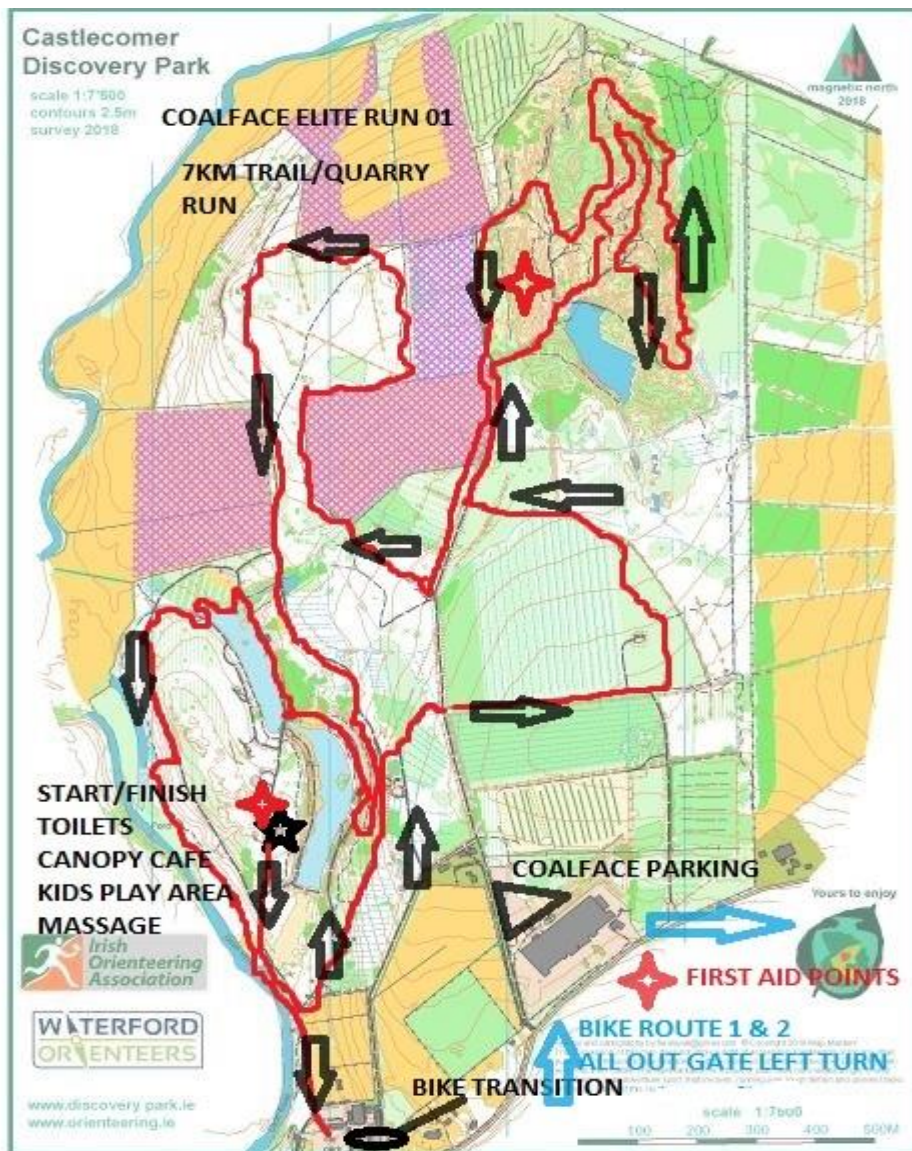 Castlecomer
Discovery Park
scale 1:7'500
contours 2.5m
survey 2018
magnetic north
2018
COALFACE ELITE RUN 01
7KM TRAIL/QUARRY
RUN
START/FINISH
TOILETS
CANOPY CAFE
KIDS PLAY AREA
MASSAGE
COALFACE PARKING
Yours to enjoy
Irish
Orienteering
Association
FIRST AID POINTS
WATERFORD
ORIENTEERS
BIKE ROUTE 1 & 2
ALL OUT GATE LEFT TURN
BIKE TRANSITION
www.discovery park.ie
www.orienteering.ie
scale 1:7500
100 200 300 400 500M